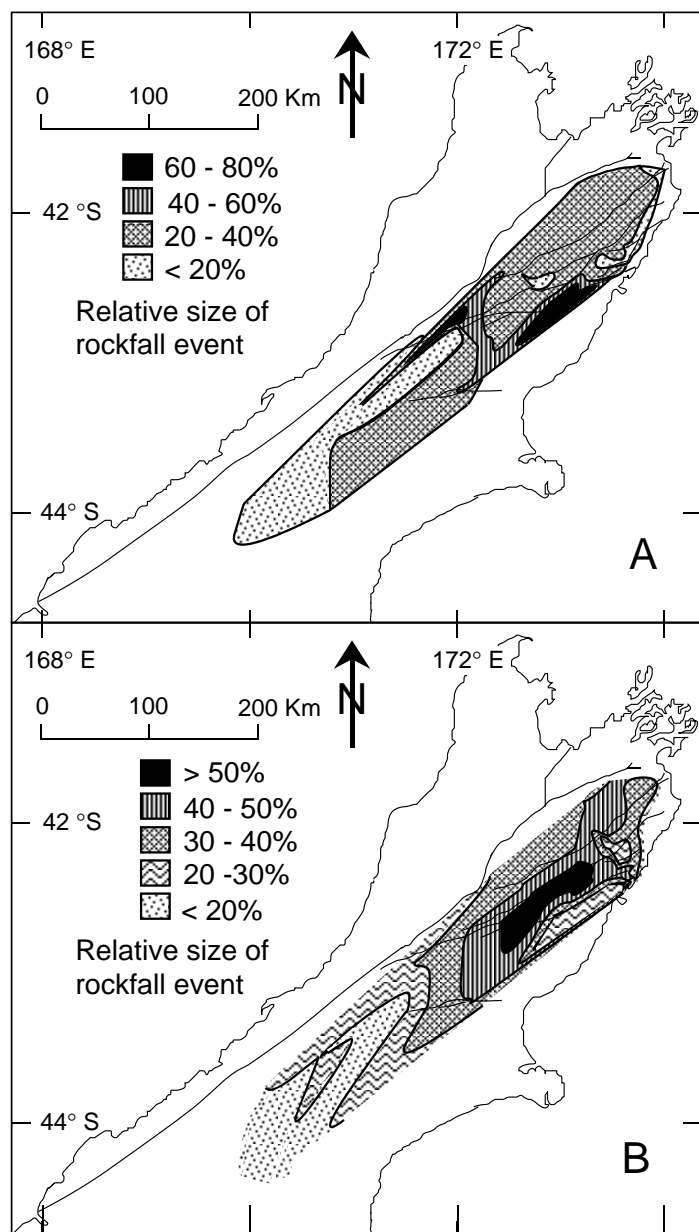 168° E
172° E
0
100
200 Km
N
60 - 80%
40 - 60%
20 - 40%
< 20%
42 °S
Relative size of
rockfall event
44° S
A
168° E
172° E
0
100
200 Km
N
> 50%
40 - 50%
30 - 40%
20 -30%
< 20%
42 °S
Relative size of
rockfall event
44° S
B